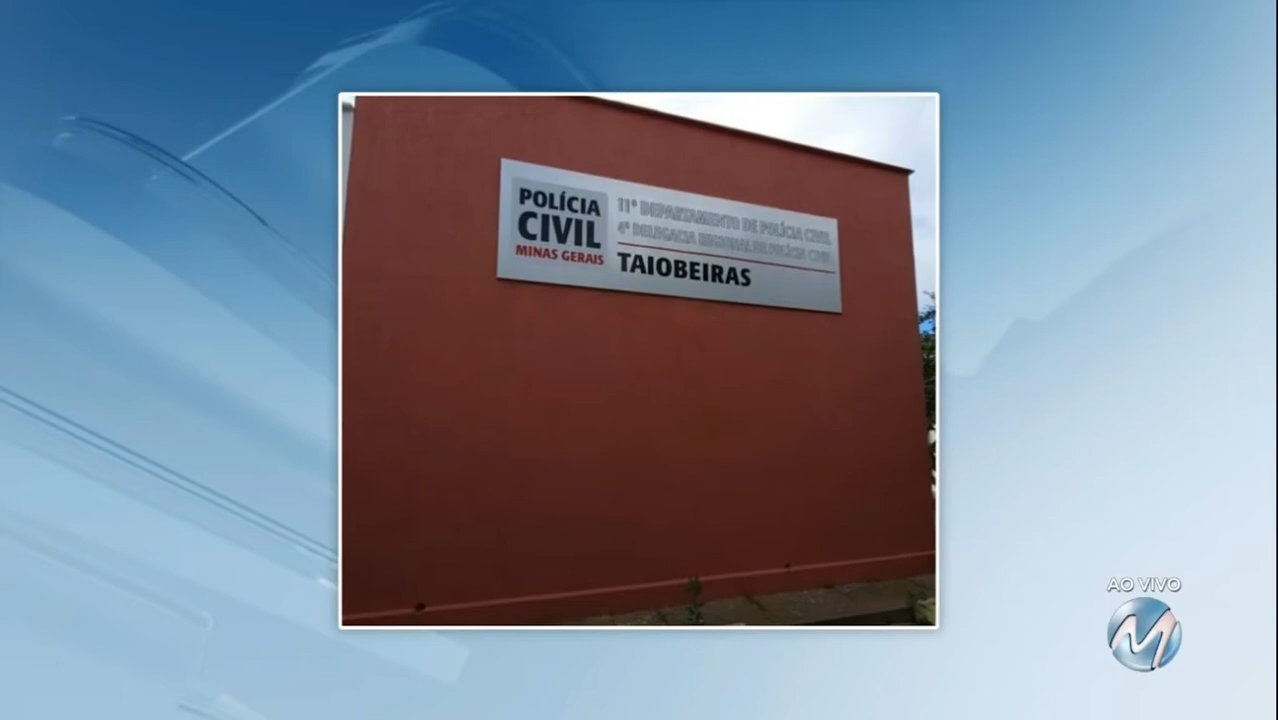 POLÍCIA
CIVIL
MINAS GERAIS
11º DEPARTAMENTO DE POLÍCIA CIVIL
4ª DELEGACIA REGIONAL DE POLÍCIA CIVIL
TAIOBEIRAS
AO VIVO